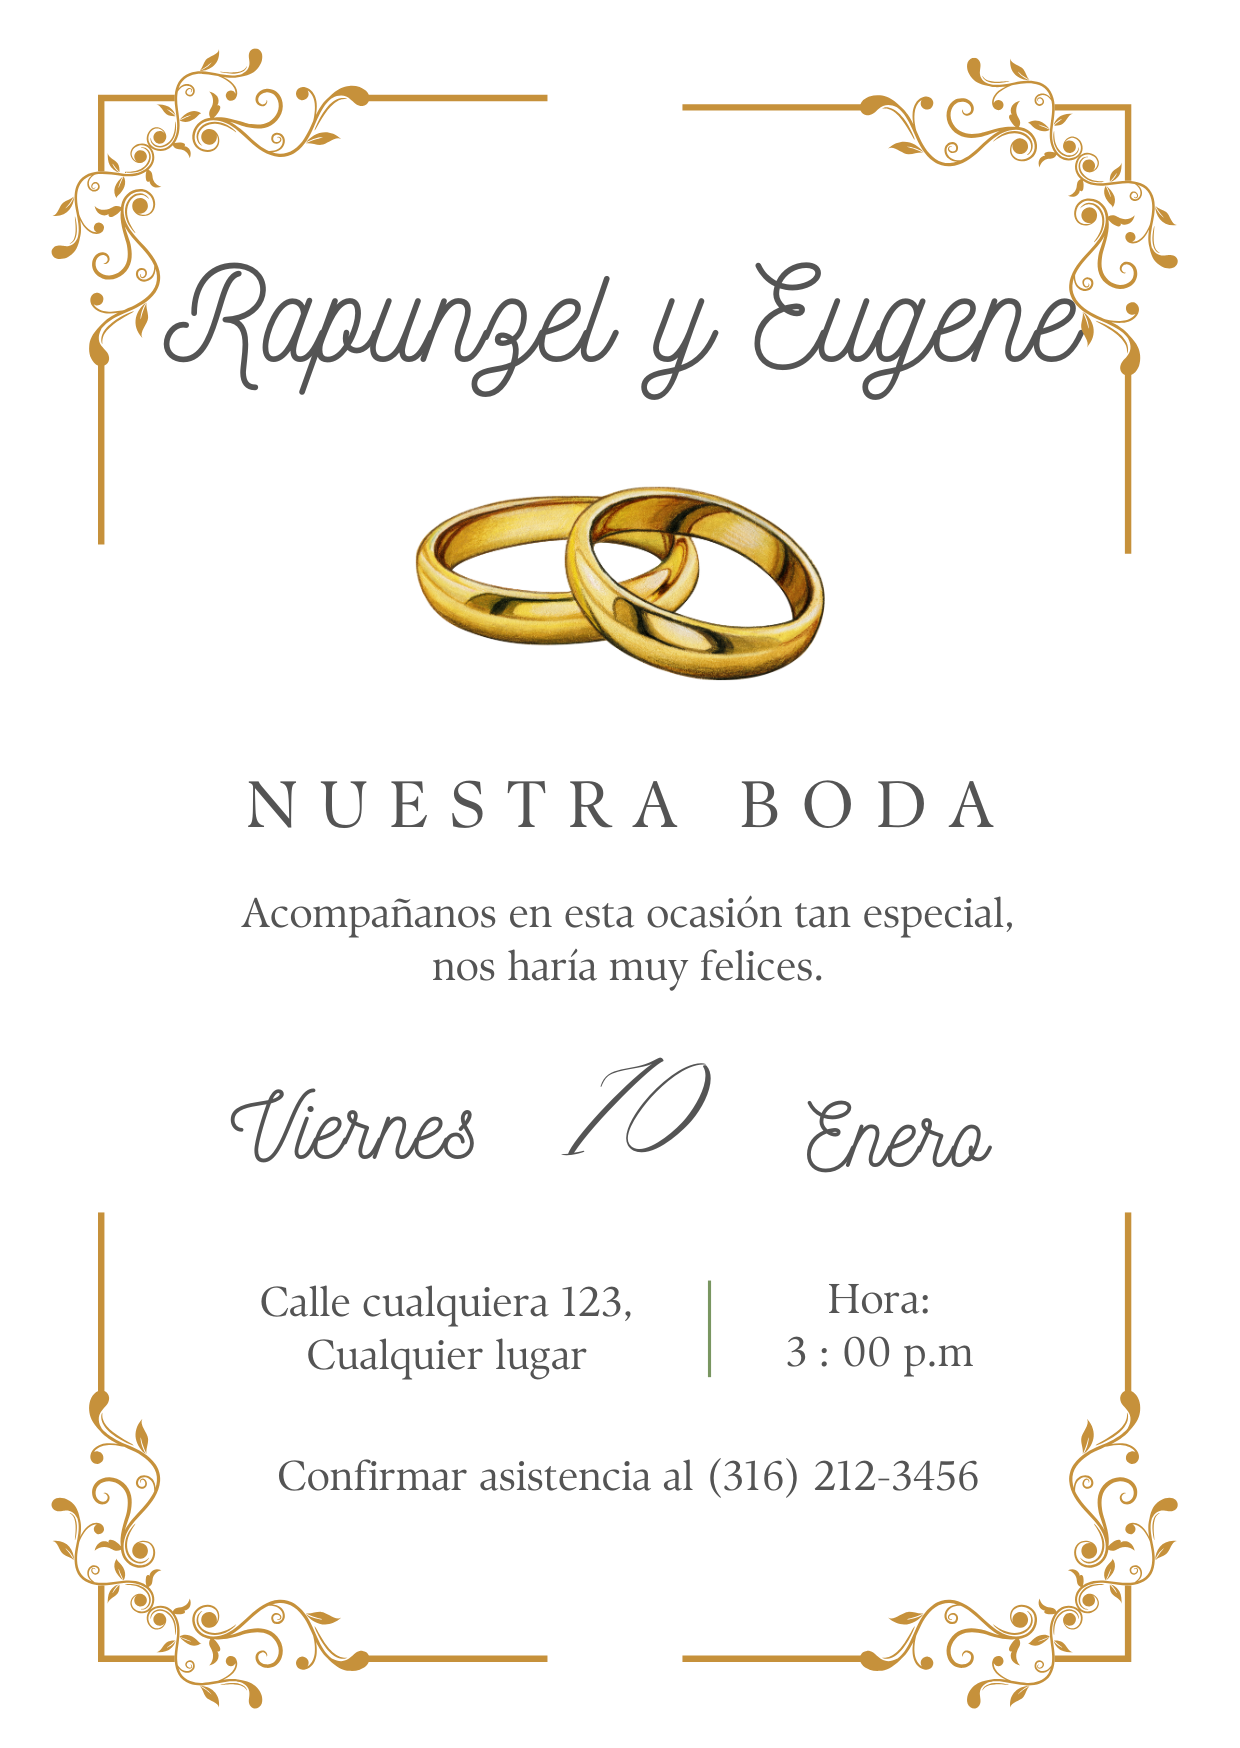 Rapunzel y Eugene
NUESTRA BODA
Acompañanos en esta ocasión tan especial,
nos haría muy felices.
Viernes 10 Enero
Calle cualquiera 123,
Cualquier lugar
Hora:
3 : 00 p.m
Confirmar asistencia al (316) 212-3456